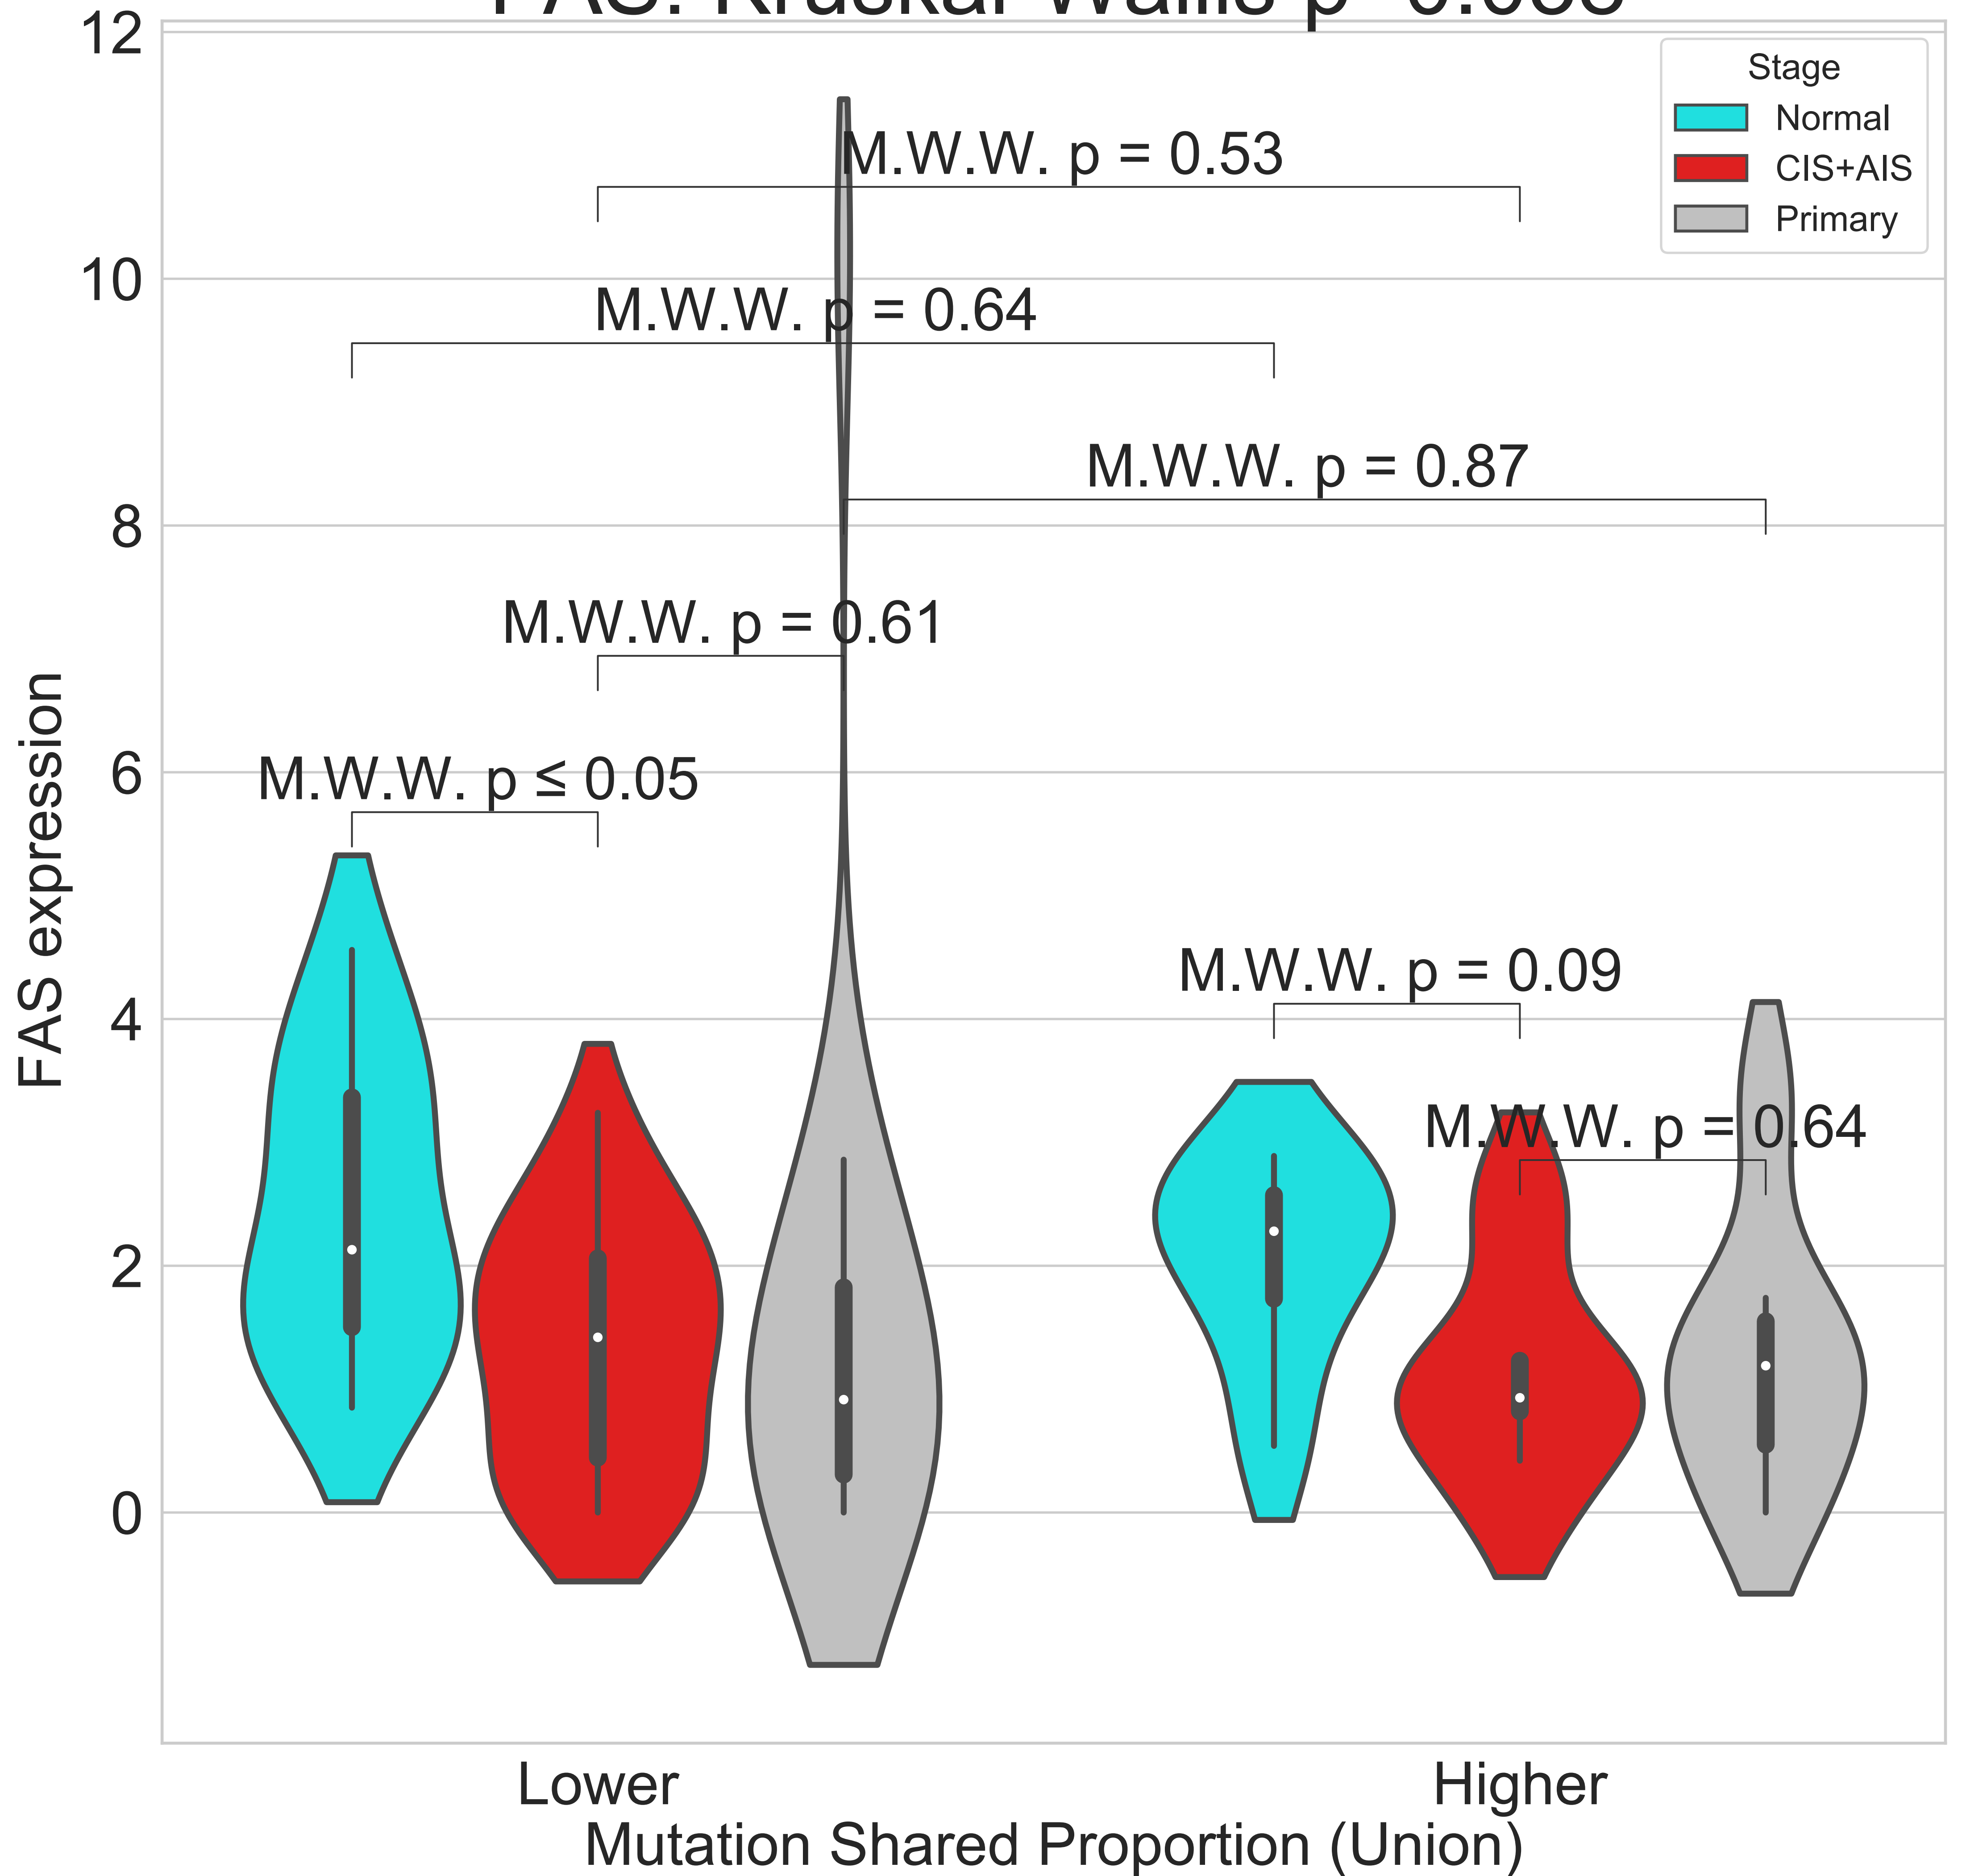 12
Stage
Normal
CIS+AIS
Primary
M.W.W. p = 0.53
10
M.W.W. p = 0.64
M.W.W. p = 0.87
8
M.W.W. p = 0.61
6
M.W.W. p ≤ 0.05
FAS expression
4
M.W.W. p = 0.09
M.W.W. p = 0.64
2
0
Lower
Higher
Mutation Shared Proportion (Union)